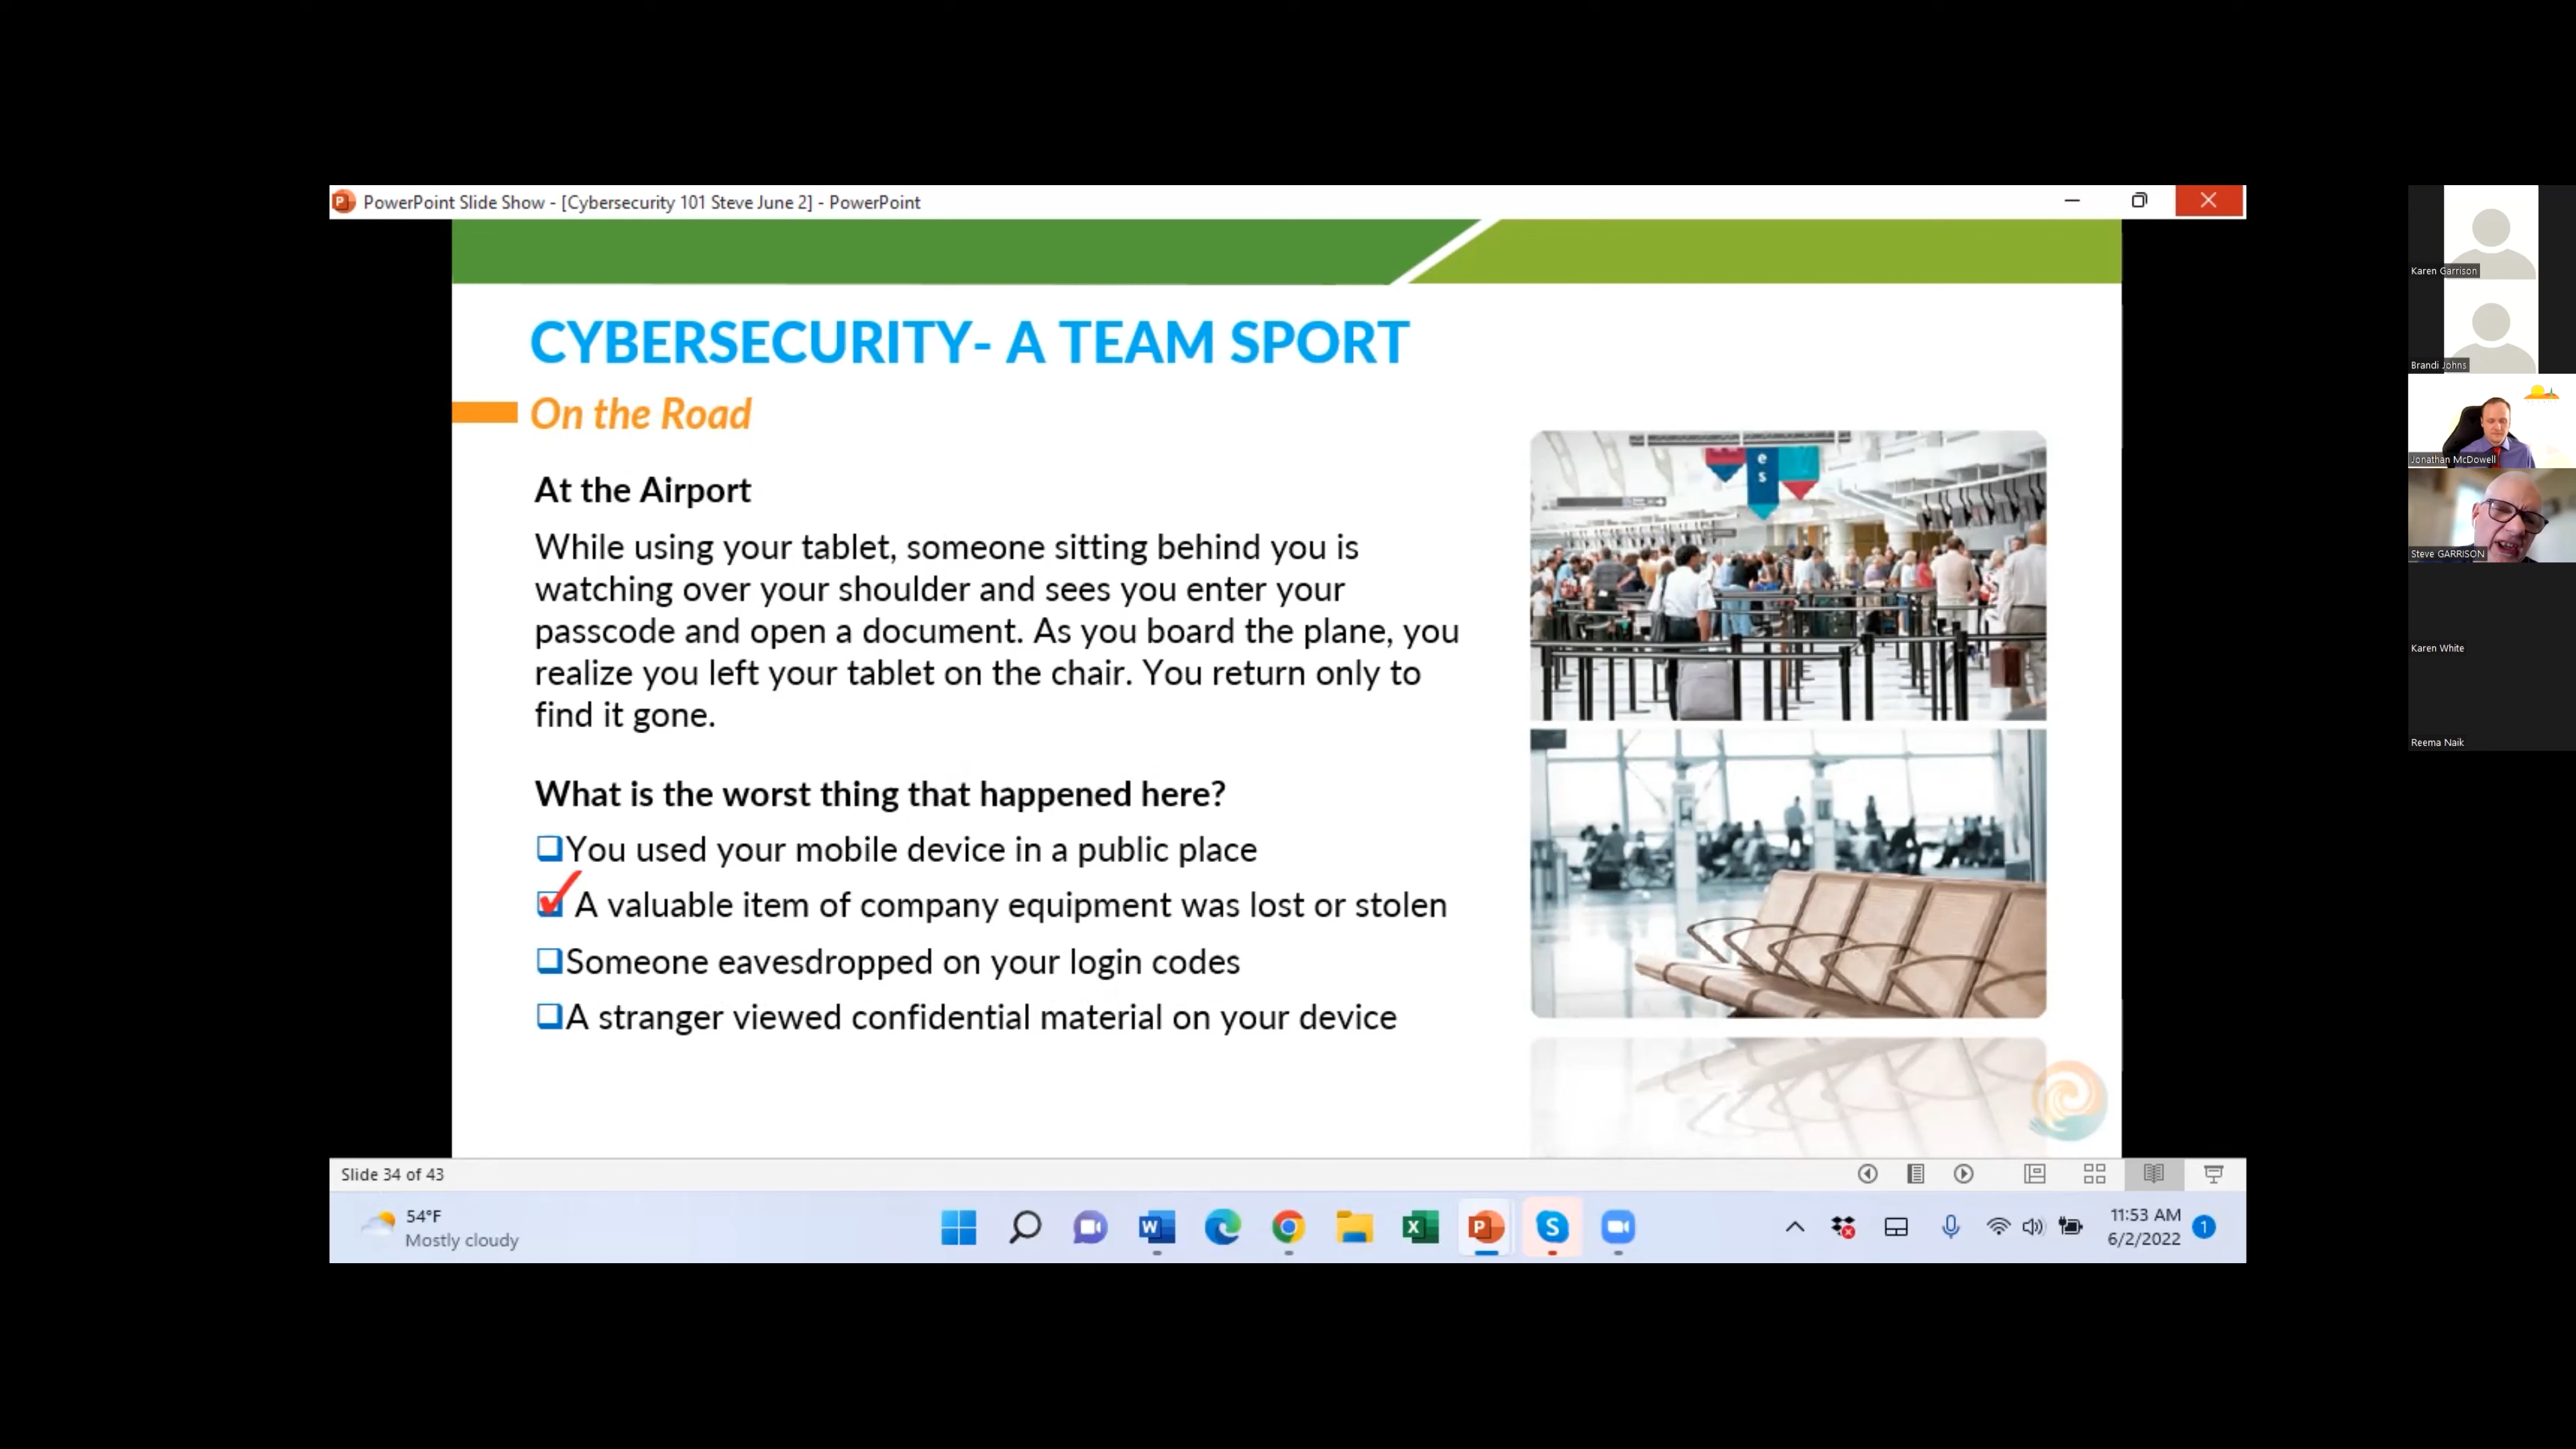 PowerPoint Slide Show - [Cybersecurity 101 Steve June 2] - PowerPoint
CYBERSECURITY- A TEAM SPORT
On the Road
At the Airport
While using your tablet, someone sitting behind you is
watching over your shoulder and sees you enter your
passcode and open a document. As you board the plane, you
realize you left your tablet on the chair. You return only to
find it gone.
What is the worst thing that happened here?
You used your mobile device in a public place
A valuable item of company equipment was lost or stolen
Someone eavesdropped on your login codes
A stranger viewed confidential material on your device
e
s
Slide 34 of 43
54°F
Mostly cloudy
11:53 AM
6/2/2022
1
Karen Garrison
Brandi Johns
Jonathan McDowell
Steve GARRISON
Karen White
Reema Naik